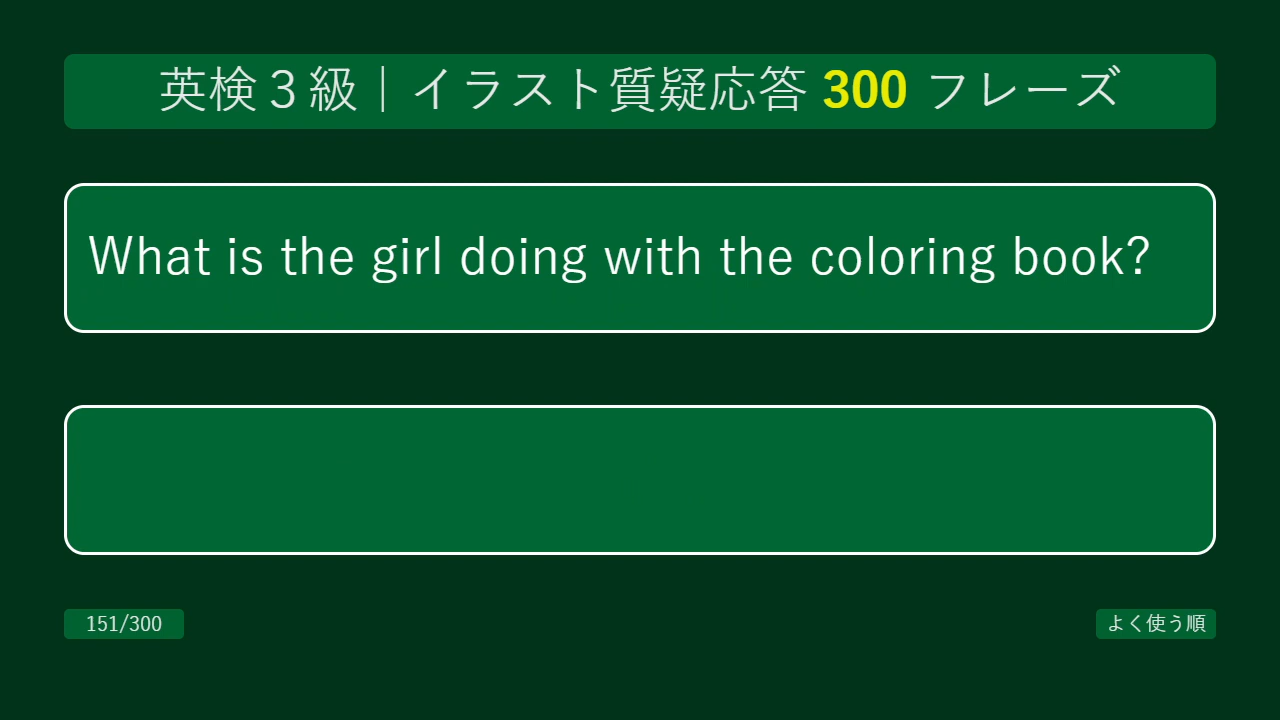 英検３級｜イラスト質疑応答 300 フレーズ
What is the girl doing with the coloring book?
151/300
よく使う順